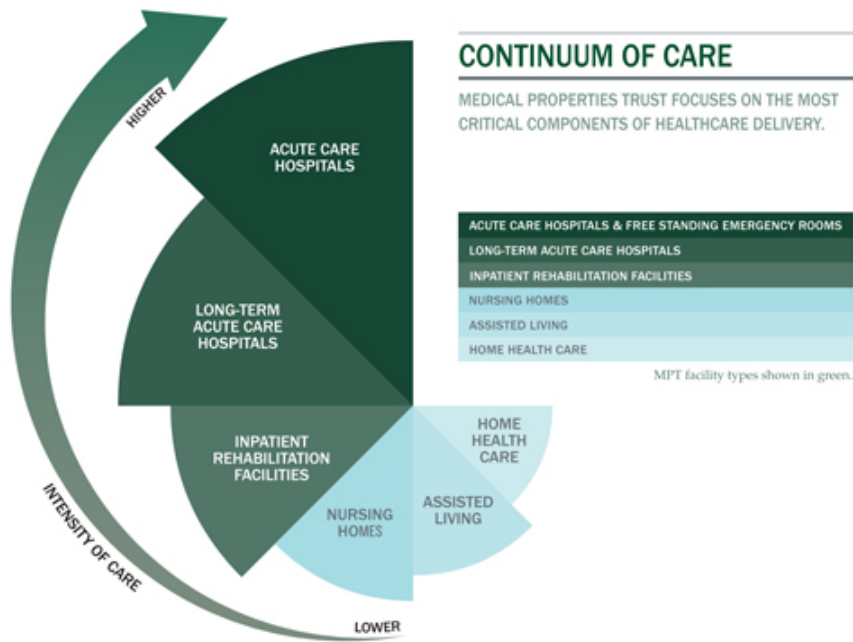 CONTINUUM OF CARE
MEDICAL PROPERTIES TRUST FOCUSES ON THE MOST
CRITICAL COMPONENTS OF HEALTHCARE DELIVERY.
HIGHER
ACUTE CARE
HOSPITALS
LONG-TERM
ACUTE CARE
HOSPITALS
INPATIENT
REHABILITATION
FACILITIES
NURSING
HOMES
ASSISTED
LIVING
HOME
HEALTH
CARE
INTENSITY OF CARE
LOWER
ACUTE CARE HOSPITALS & FREE STANDING EMERGENCY ROOMS
LONG-TERM ACUTE CARE HOSPITALS
INPATIENT REHABILITATION FACILITIES
NURSING HOMES
ASSISTED LIVING
HOME HEALTH CARE
MPT facility types shown in green.